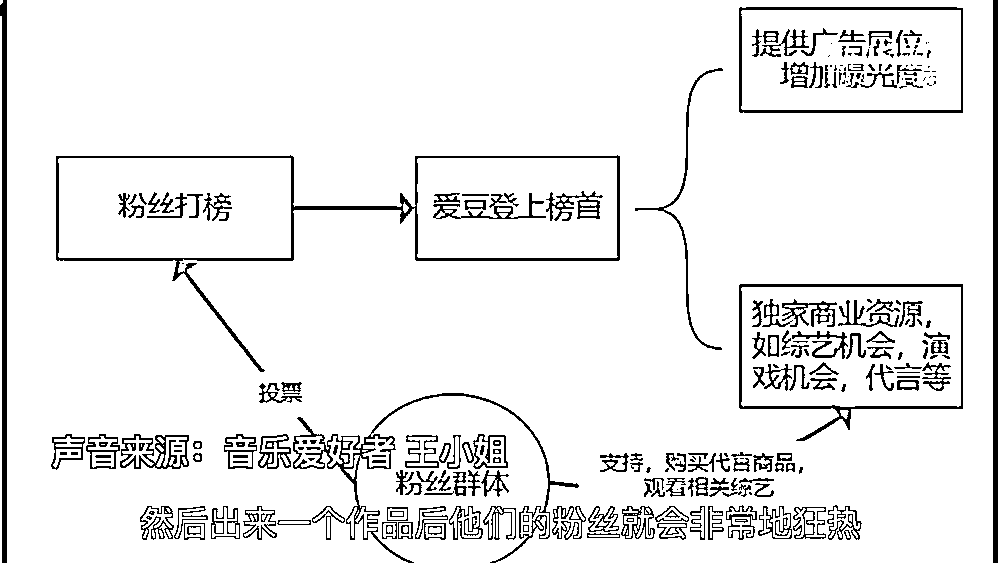 提供广告展位，
增加曝光度
粉丝打榜
爱豆登上榜首
独家商业资源，
如综艺机会，演
戏机会，代言等
投票
声音来源：音乐爱好者 王小姐
粉丝群体
支持，购买代言商品，
观看相关综艺
然后出来一个作品后他们的粉丝就会非常地狂热